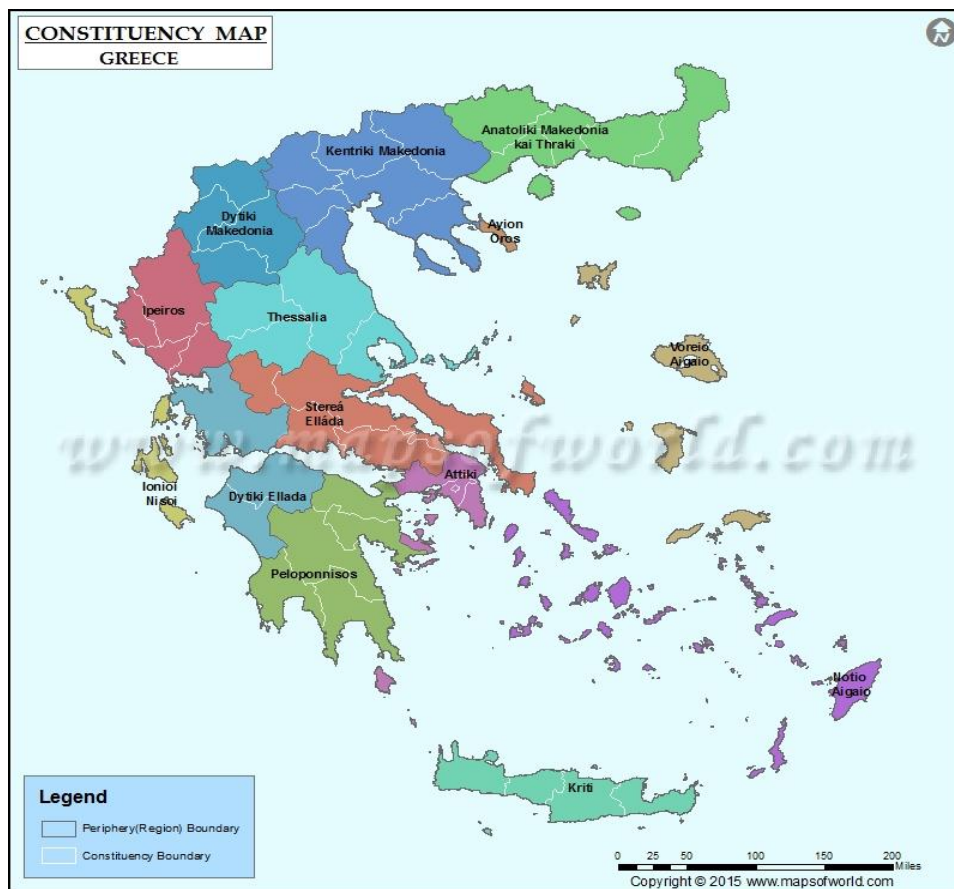 CONSTITUENCY MAP
GREECE
N
Anatoliki Makedonia
kai Thraki
Kentriki Makedonia
Ayion
Oros
Dytiki
Makedonia
Ipeiros
Thessalia
Voreio
Aigaio
Stereá
Elláda
www.mapsofworld.com
Attiki
Ionioi
Nisoi
Dytiki Ellada
Peloponnisos
Notio
Aigaio
Kriti
Legend
Periphery(Region) Boundary
Constituency Boundary
0 25 50 100 150 200
Miles
Copyright © 2015 www.mapsofworld.com